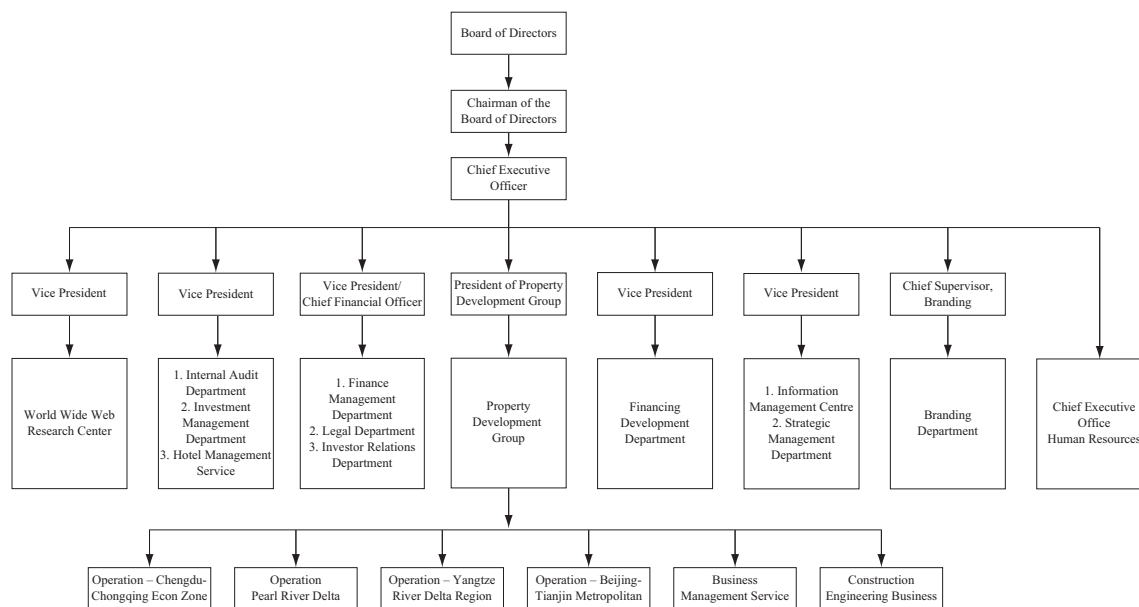 Board of Directors
Chairman of the
Board of Directors
Chief Executive
Officer
Vice President
Vice President
Vice President/
Chief Financial Officer
President of Property
Development Group
Vice President
Vice President
Chief Supervisor,
Branding
World Wide Web
Research Center
1. Internal Audit
Department
2. Investment
Management
Department
3. Hotel Management
Service
1. Finance
Management
Department
2. Legal Department
3. Investor Relations
Department
Property
Development
Group
Financing
Development
Department
1. Information
Management Centre
2. Strategic
Management
Department
Branding
Department
Chief Executive
Office
Human Resources
Operation – Chengdu-
Chongqing Econ Zone
Operation
Pearl River Delta
Operation – Yangtze
River Delta Region
Operation – Beijing-
Tianjin Metropolitan
Business
Management Service
Construction
Engineering Business